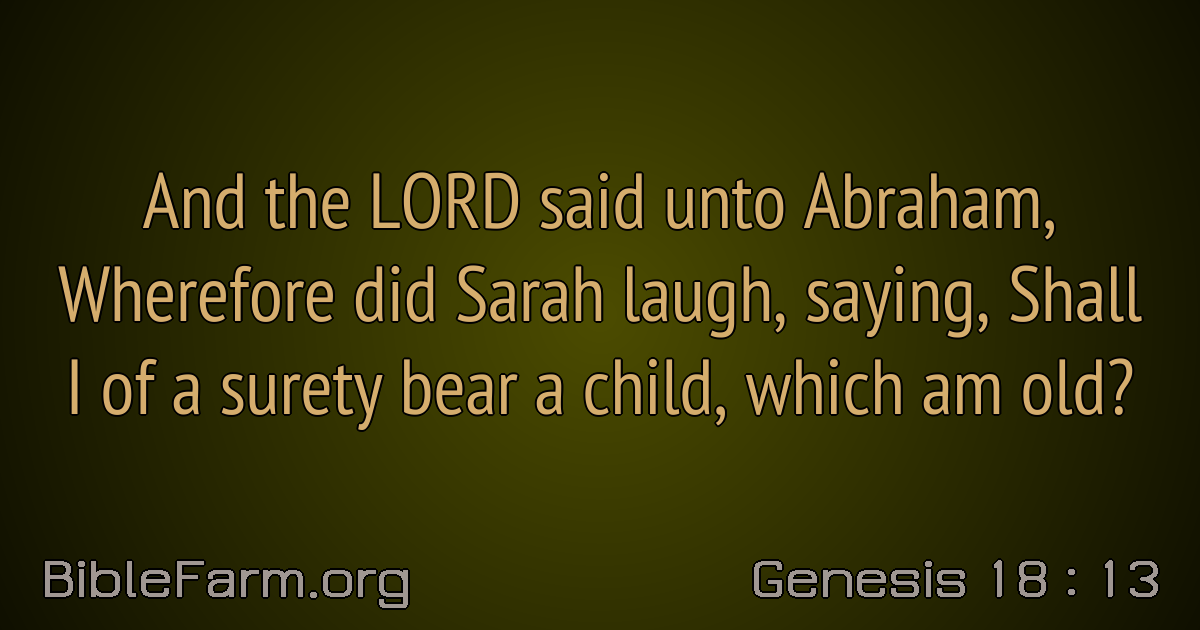 And the LORD said unto Abraham,
Wherefore did Sarah laugh, saying, Shall
I of a surety bear a child, which am old?
BibleFarm.org
Genesis 18 : 13